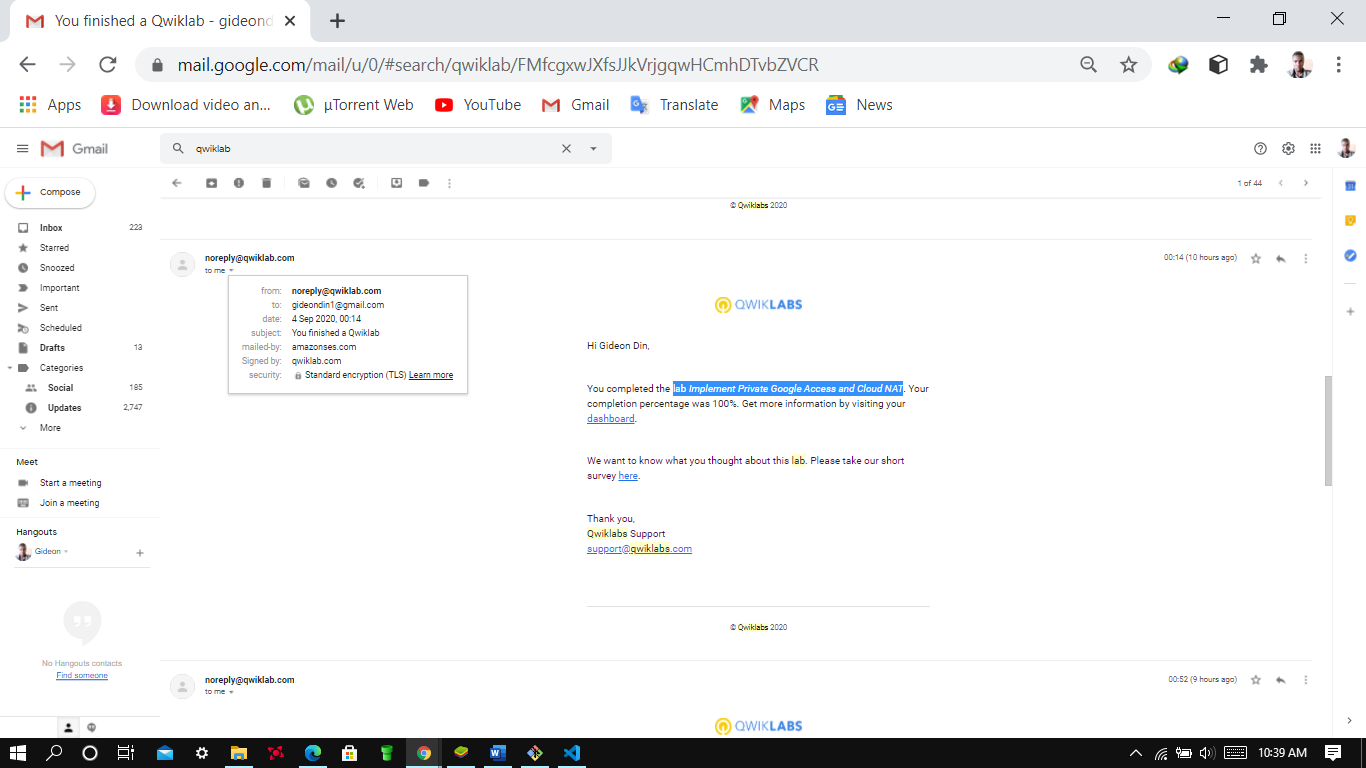 You finished a Qwiklab - gideond
mail.google.com/mail/u/0/#search/qwiklab/FMfcgxwJXfsJJkVrjgqwHCmhDTvbZVCR
Apps
Download video an...
µTorrent Web
YouTube
Gmail
Translate
Maps
News
Gmail
qwiklab
Compose
1 of 44
Inbox 223
Starred
Snoozed
Important
Sent
Scheduled
Drafts 13
Categories
Social 185
Updates 2,747
More
Meet
Start a meeting
Join a meeting
Hangouts
Gideon
No Hangouts contacts
Find someone
© Qwiklabs 2020
noreply@qwiklab.com
to me
00:14 (10 hours ago)
from: noreply@qwiklab.com
to: gideondin1@gmail.com
date: 4 Sep 2020, 00:14
subject: You finished a Qwiklab
mailed-by: amazonses.com
Signed by: qwiklab.com
security: Standard encryption (TLS) Learn more
QWIKLABS
Hi Gideon Din,
You completed the lab Implement Private Google Access and Cloud NAT. Your
completion percentage was 100%. Get more information by visiting your
dashboard.
We want to know what you thought about this lab. Please take our short
survey here.
Thank you,
Qwiklabs Support
support@qwiklabs.com
© Qwiklabs 2020
noreply@qwiklab.com
to me
00:52 (9 hours ago)
QWIKLABS
10:39 AM